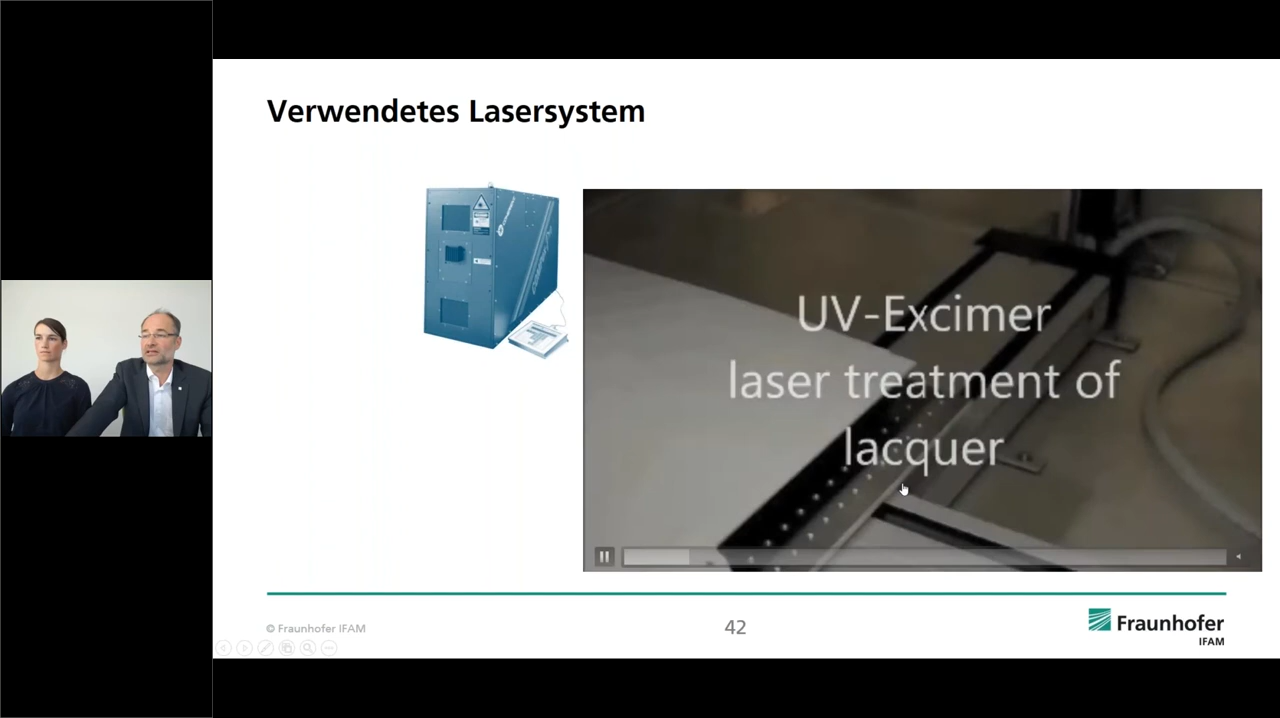 Verwendetes Lasersystem
UV-Excimer
laser treatment of
lacquer
© Fraunhofer IFAM
42
Fraunhofer
IFAM